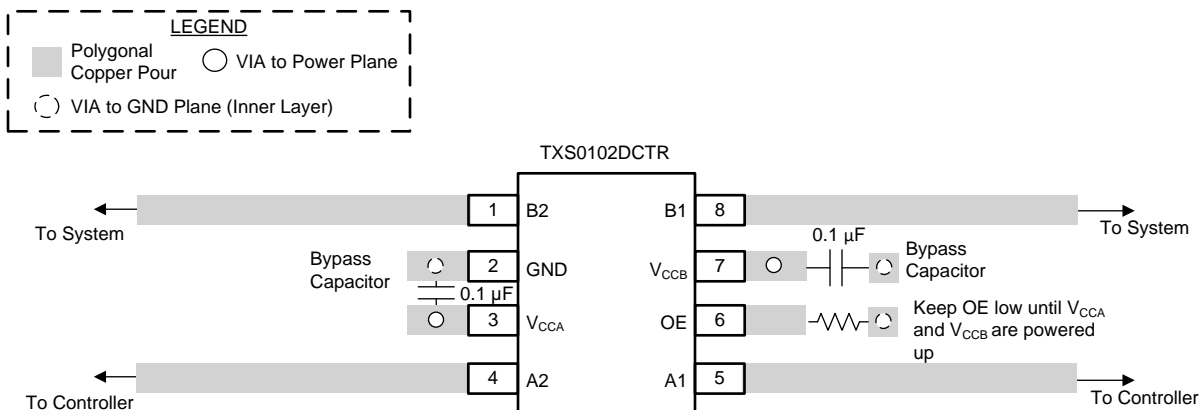 LEGEND
Polygonal
Copper Pour
VIA to Power Plane
VIA to GND Plane (Inner Layer)
TXS0102DCTR
1 B2
B1 8
To System
To System
Bypass
Capacitor
2 GND
VCCB 7
0.1 µF
Bypass
Capacitor
0.1 µF
3 VCCA
OE 6
Keep OE low until VCCA
and VCCB are powered
up
4 A2
A1 5
To Controller
To Controller